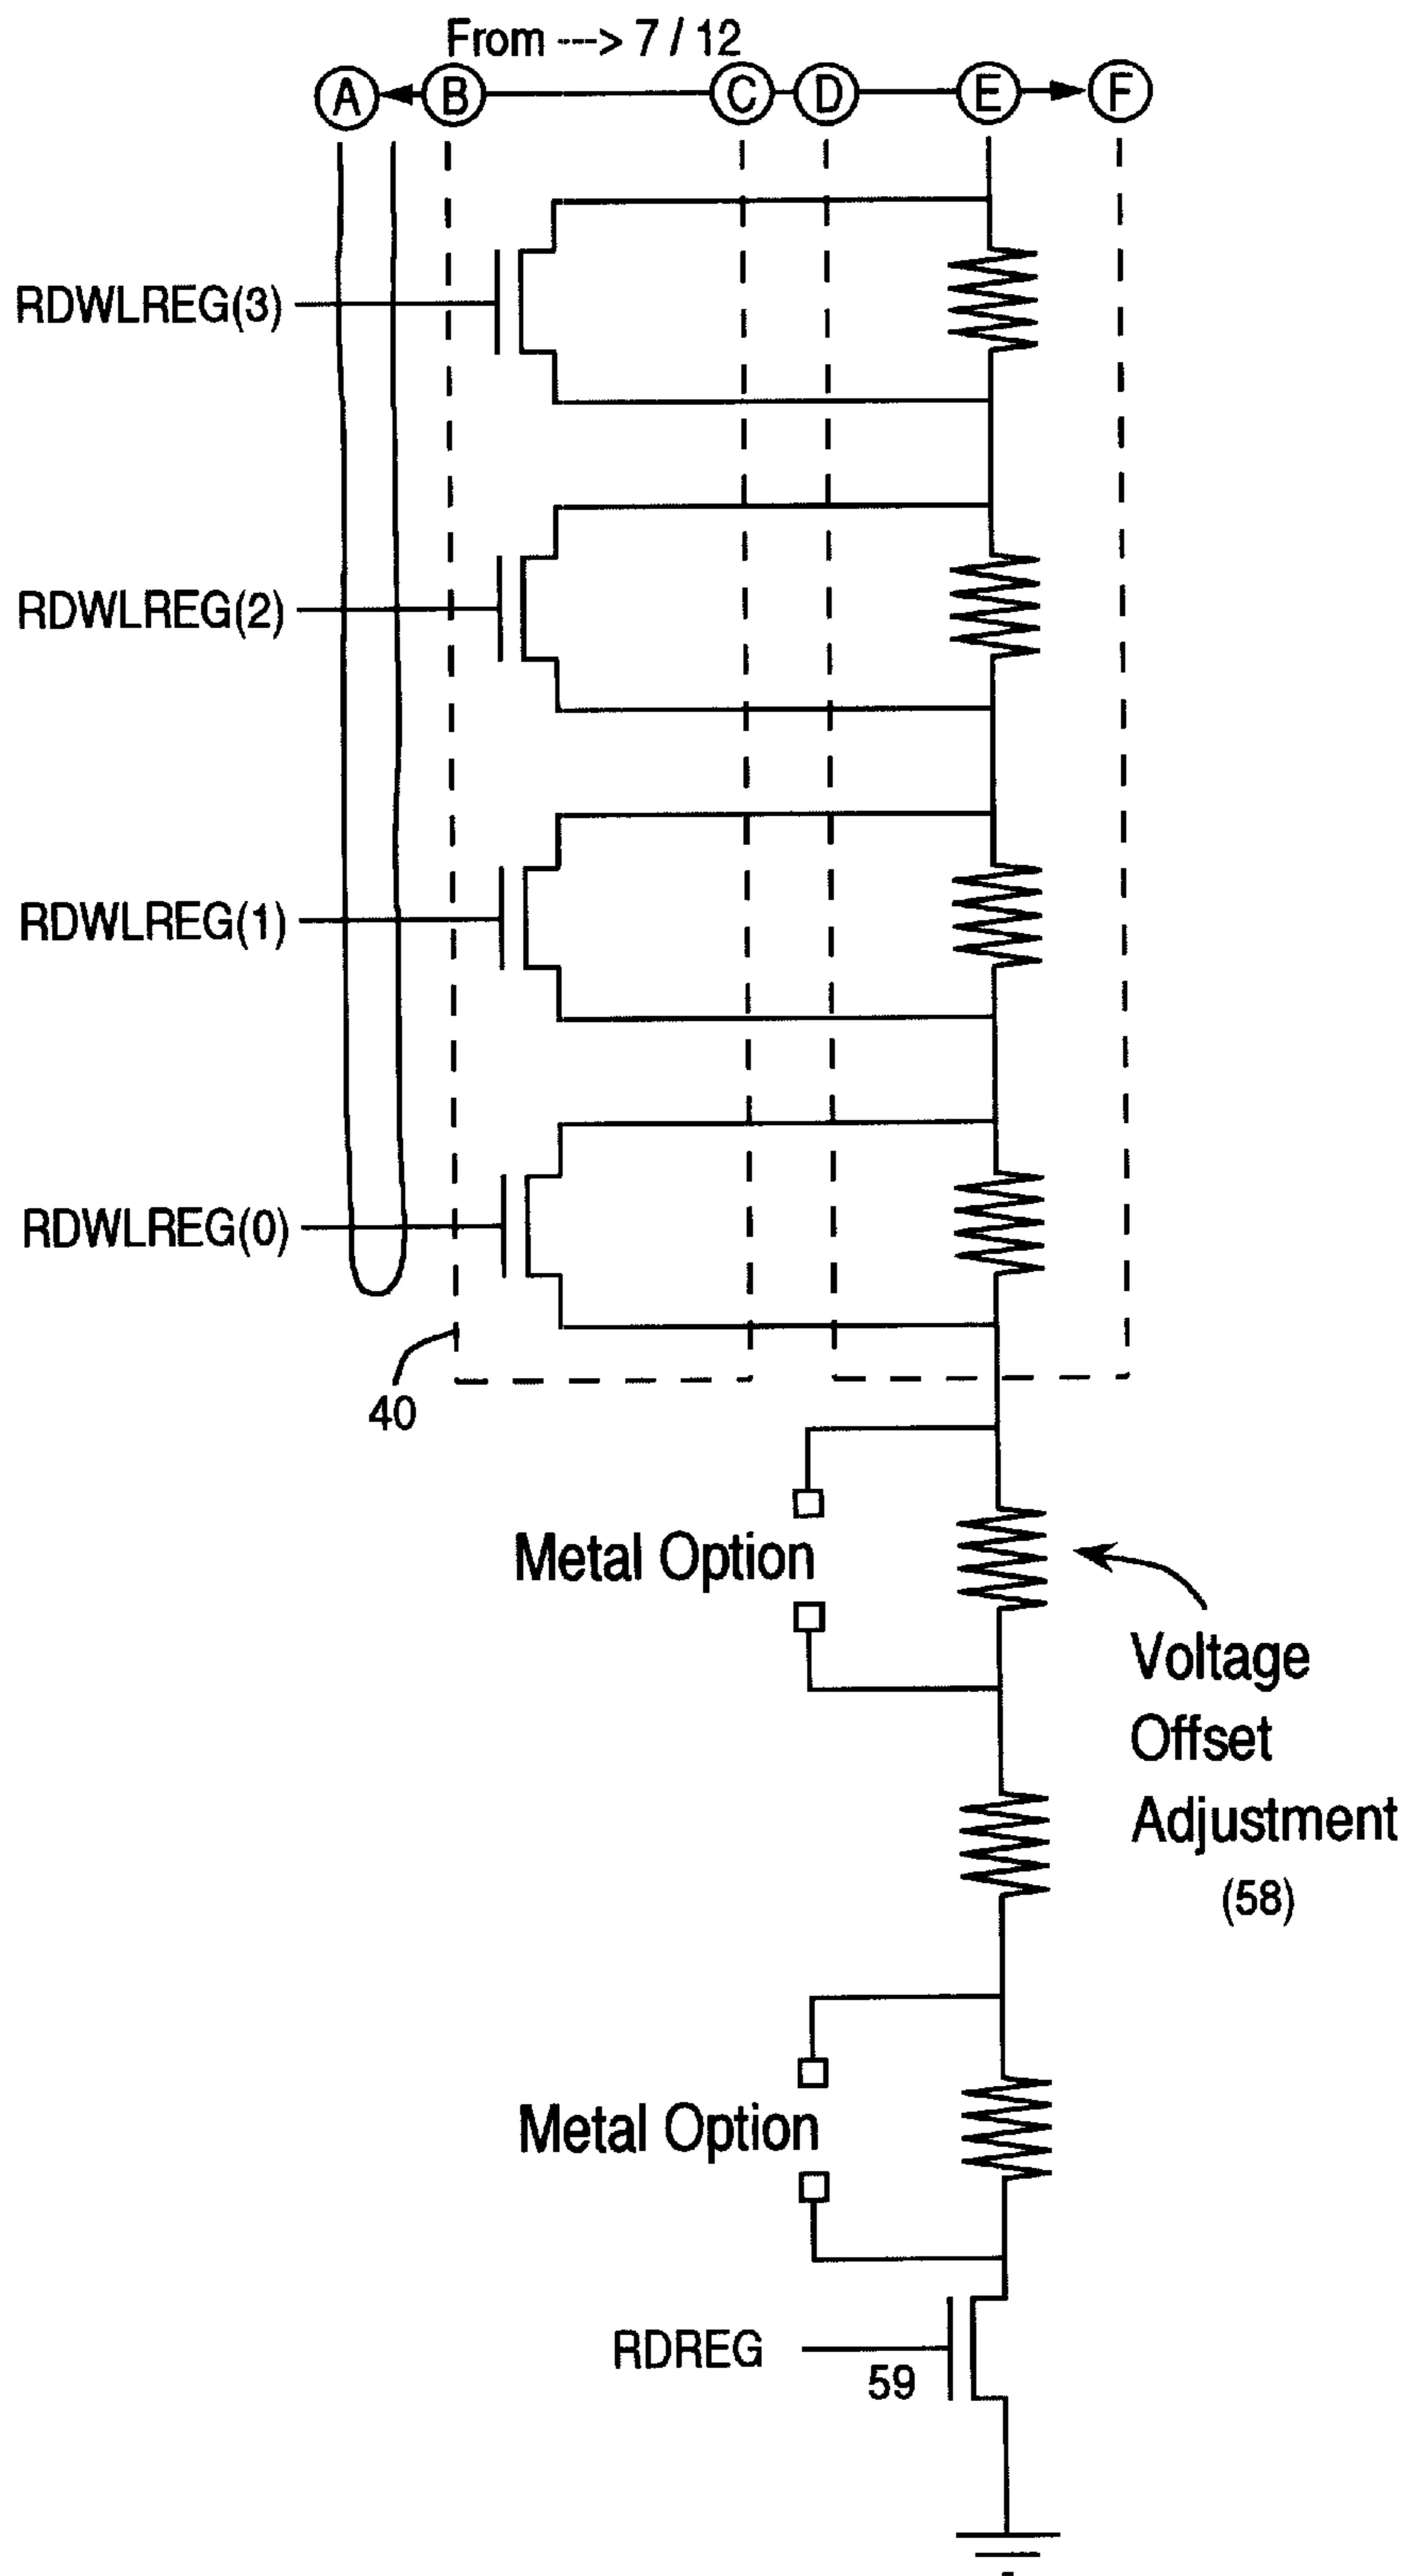 From ---> 7 / 12
A B C D E F
RDWLREG(3)
RDWLREG(2)
RDWLREG(1)
RDWLREG(0)
40
Metal Option
Voltage
Offset
Adjustment
(58)
Metal Option
RDREG
59